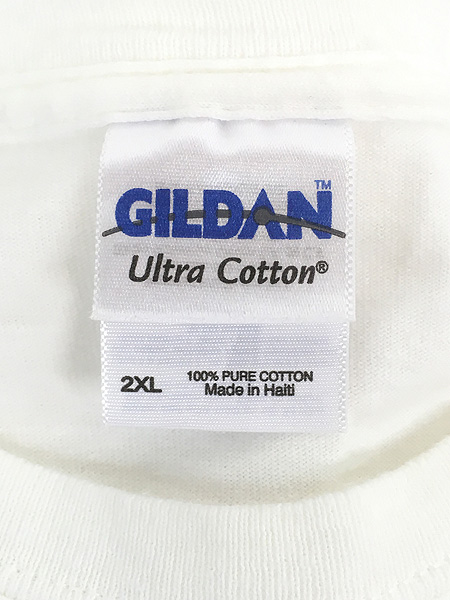 GILDAN™
Ultra Cotton®
2XL
100% PURE COTTON
Made in Haiti